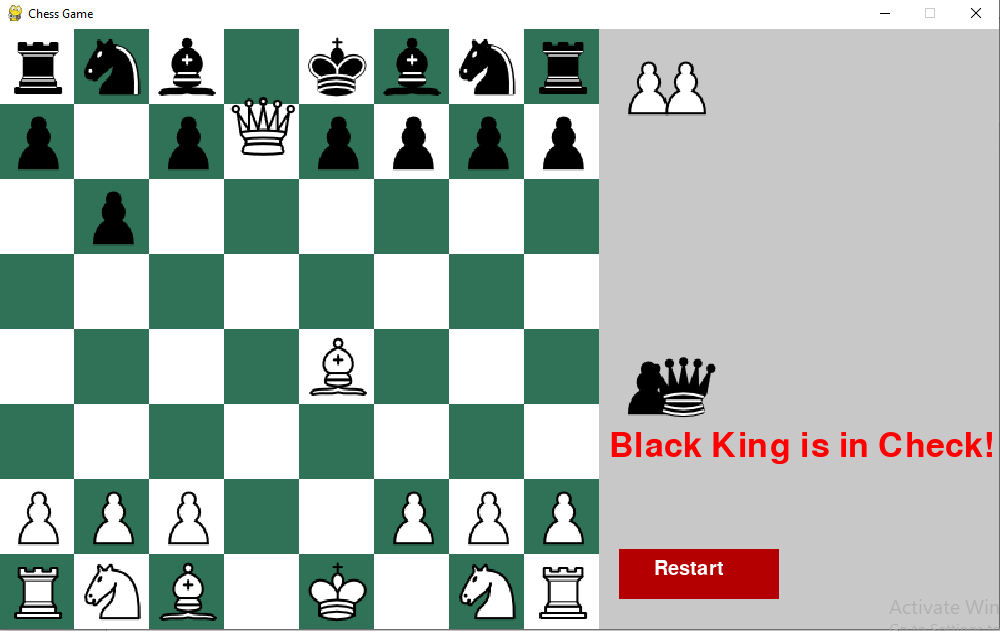 Chess Game
Black King is in Check!
Restart
Activate Win